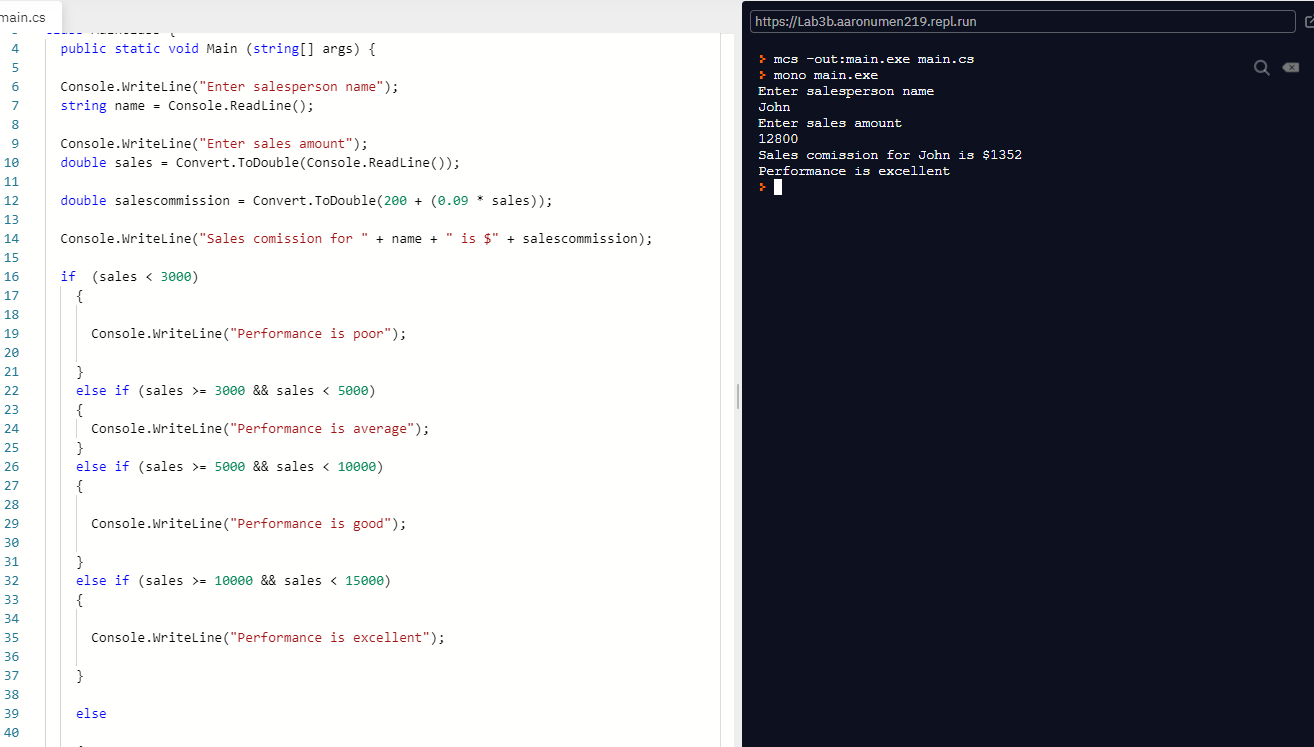 main.cs
4 public static void Main (string[] args) {
5
6 Console.WriteLine("Enter salesperson name");
7 string name = Console.ReadLine();
8
9 Console.WriteLine("Enter sales amount");
10 double sales = Convert.ToDouble(Console.ReadLine());
11
12 double salescommission = Convert.ToDouble(200 + (0.09 * sales));
13
14 Console.WriteLine("Sales comission for " + name + " is $" + salescommission);
15
16 if  (sales < 3000)
17 {
18
19 Console.WriteLine("Performance is poor");
20
21 }
22 else if (sales >= 3000 && sales < 5000)
23 {
24 Console.WriteLine("Performance is average");
25 }
26 else if (sales >= 5000 && sales < 10000)
27 {
28
29 Console.WriteLine("Performance is good");
30
31 }
32 else if (sales >= 10000 && sales < 15000)
33 {
34
35 Console.WriteLine("Performance is excellent");
36
37 }
38
39 else
40
https://Lab3b.aaronumen219.repl.run
mcs -out:main.exe main.cs
mono main.exe
Enter salesperson name
John
Enter sales amount
12800
Sales comission for John is $1352
Performance is excellent